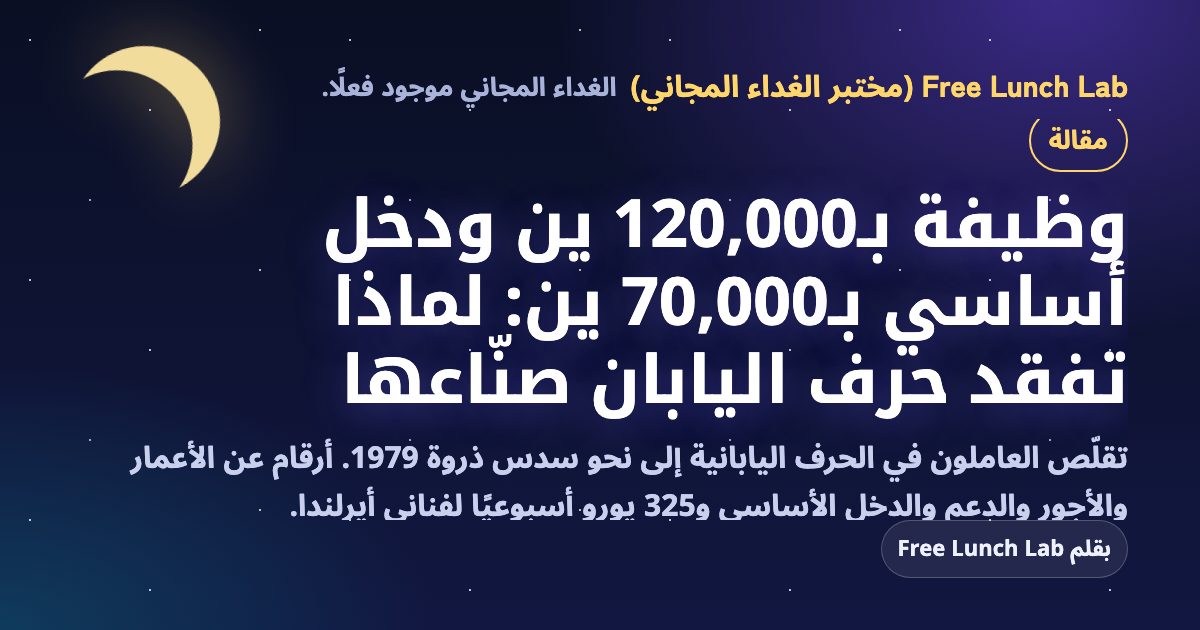 Free Lunch Lab (مختبر الغداء المجاني) الغداء المجاني موجود فعلًا.
مقالة
وظيفة بـ120,000 ين ودخل
أساسي بـ70,000 ين: لماذا
تفقد حرف اليابان صنّاعها
تقلّص العاملون في الحرف اليابانية إلى نحو سدس ذروة 1979. أرقام عن الأعمار
والأجور والدعم والدخل الأساسي و325 يورو أسبوعيًا لفناني أيرلندا.
بقلم Free Lunch Lab